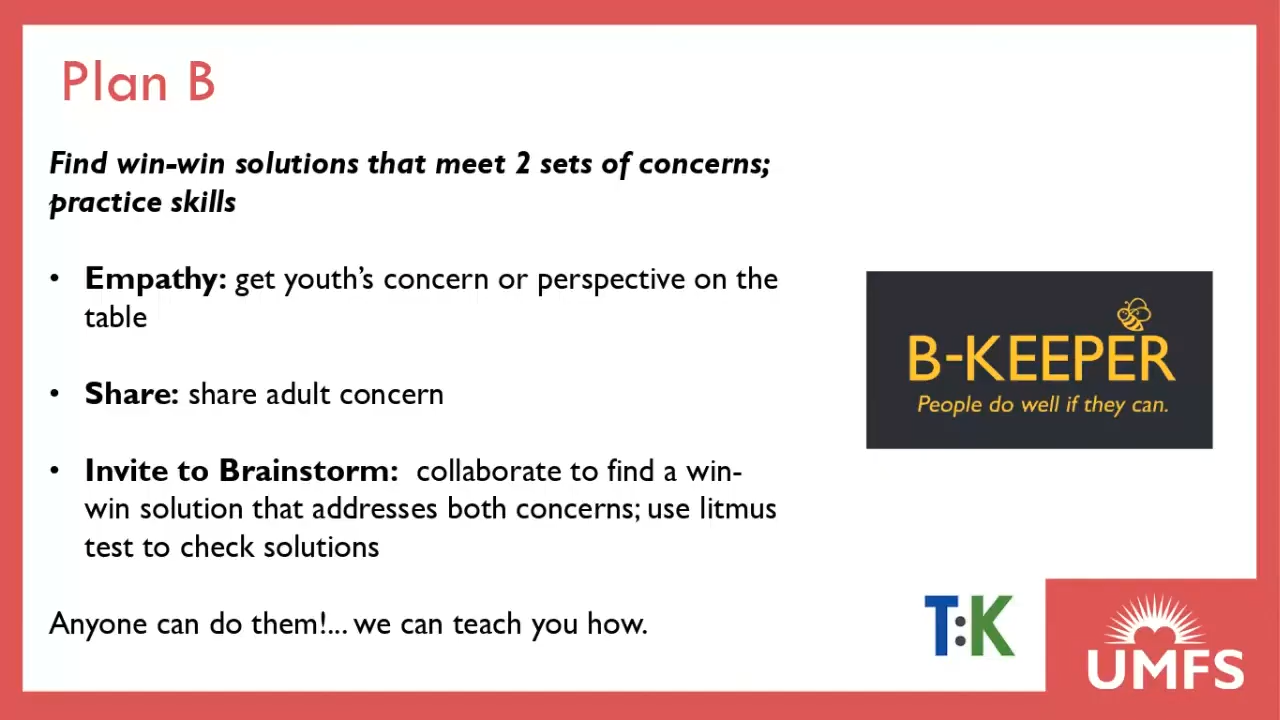 Plan B
Find win-win solutions that meet 2 sets of concerns;
practice skills
• Empathy: get youth’s concern or perspective on the
table
• Share: share adult concern
• Invite to Brainstorm:  collaborate to find a win-
win solution that addresses both concerns; use litmus
test to check solutions
Anyone can do them!... we can teach you how.
B-KEEPER
People do well if they can.
T:K
UMFS